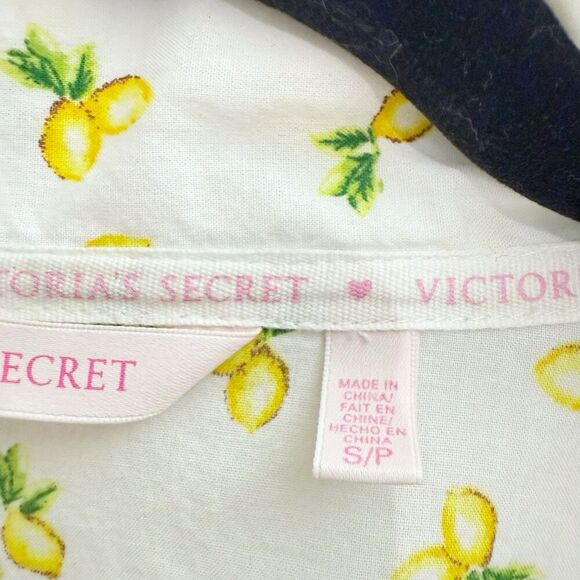 TORIA'S SECRET ♥ VICTORI
ECRET
MADE IN
CHINA/
FAIT EN
CHINE/
HECHO EN
CHINA
S/P